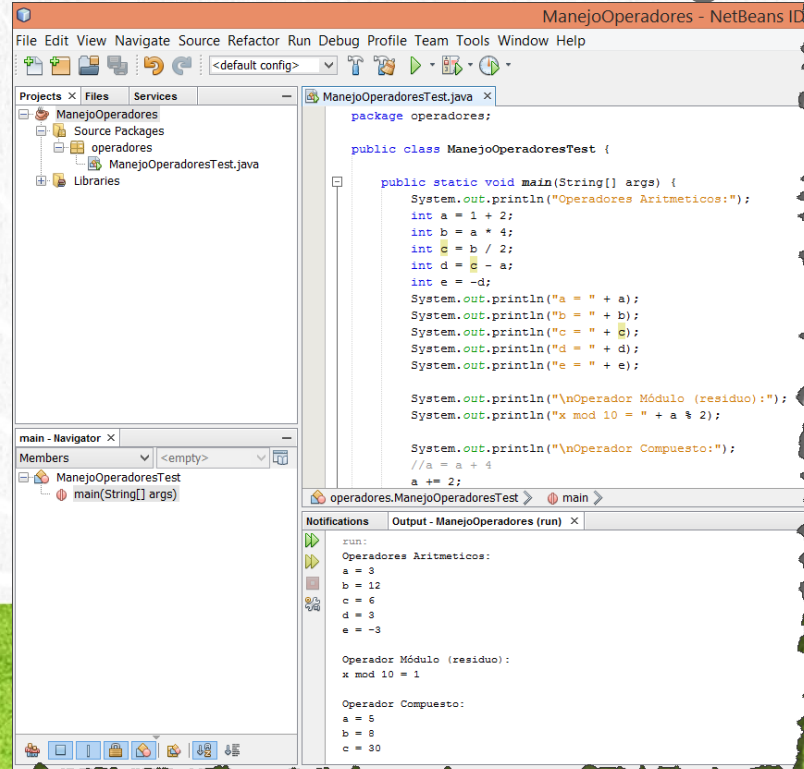 ManejoOperadores - NetBeans ID
File Edit View Navigate Source Refactor Run Debug Profile Team Tools Window Help
<default config>
Projects × Files Services
ManejoOperadores
Source Packages
operadores
ManejoOperadoresTest.java
Libraries
ManejoOperadoresTest.java ×
package operadores;
public class ManejoOperadoresTest {
public static void main(String[] args) {
System.out.println("Operadores Aritmeticos:");
int a = 1 + 2;
int b = a * 4;
int c = b / 2;
int d = c - a;
int e = -d;
System.out.println("a = " + a);
System.out.println("b = " + b);
System.out.println("c = " + c);
System.out.println("d = " + d);
System.out.println("e = " + e);
System.out.println("\nOperador Módulo (residuo):");
System.out.println("x mod 10 = " + a % 2);
System.out.println("\nOperador Compuesto:");
//a = a + 4
a += 2;
operadores.ManejoOperadoresTest main
main - Navigator ×
Members <empty>
ManejoOperadoresTest
main(String[] args)
Notifications Output - ManejoOperadores (run) ×
run:
Operadores Aritmeticos:
a = 3
b = 12
c = 6
d = 3
e = -3
Operador Módulo (residuo):
x mod 10 = 1
Operador Compuesto:
a = 5
b = 8
c = 30